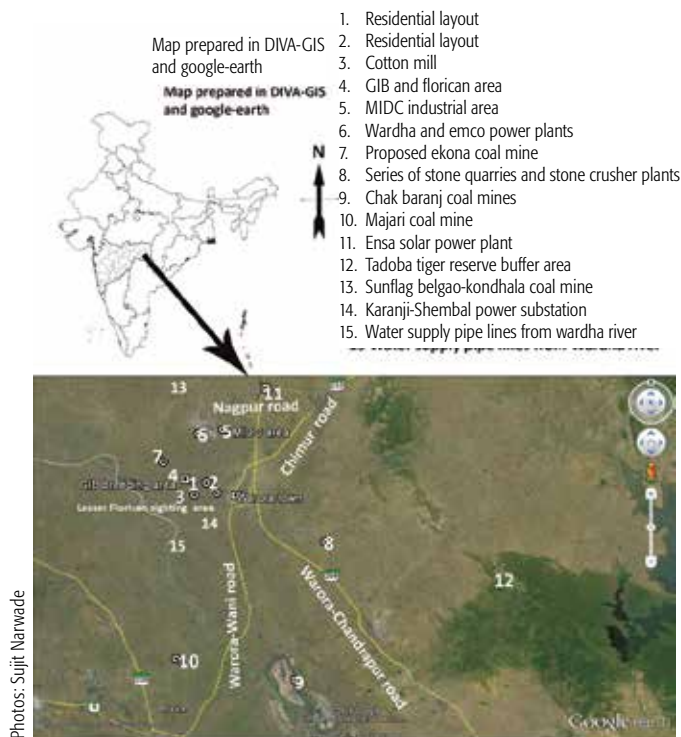 Map prepared in DIVA-GIS
and google-earth
Map prepared in DIVA-GIS
and google-earth
N
1. Residential layout
2. Residential layout
3. Cotton mill
4. GIB and florican area
5. MIDC industrial area
6. Wardha and emco power plants
7. Proposed ekona coal mine
8. Series of stone quarries and stone crusher plants
9. Chak baranj coal mines
10. Majari coal mine
11. Ensa solar power plant
12. Tadoba tiger reserve buffer area
13. Sunflag belgao-kondhala coal mine
14. Karanji-Shembal power substation
15. Water supply pipe lines from wardha river
13
11
Nagpur road
Chimur road
6
5
7
4
1
2
3
Lesser Florican sighting area
14
15
8
12
Warora-Wani road
Warora-Chandrapur road
10
9
Google
Photos: Sujit Narwade